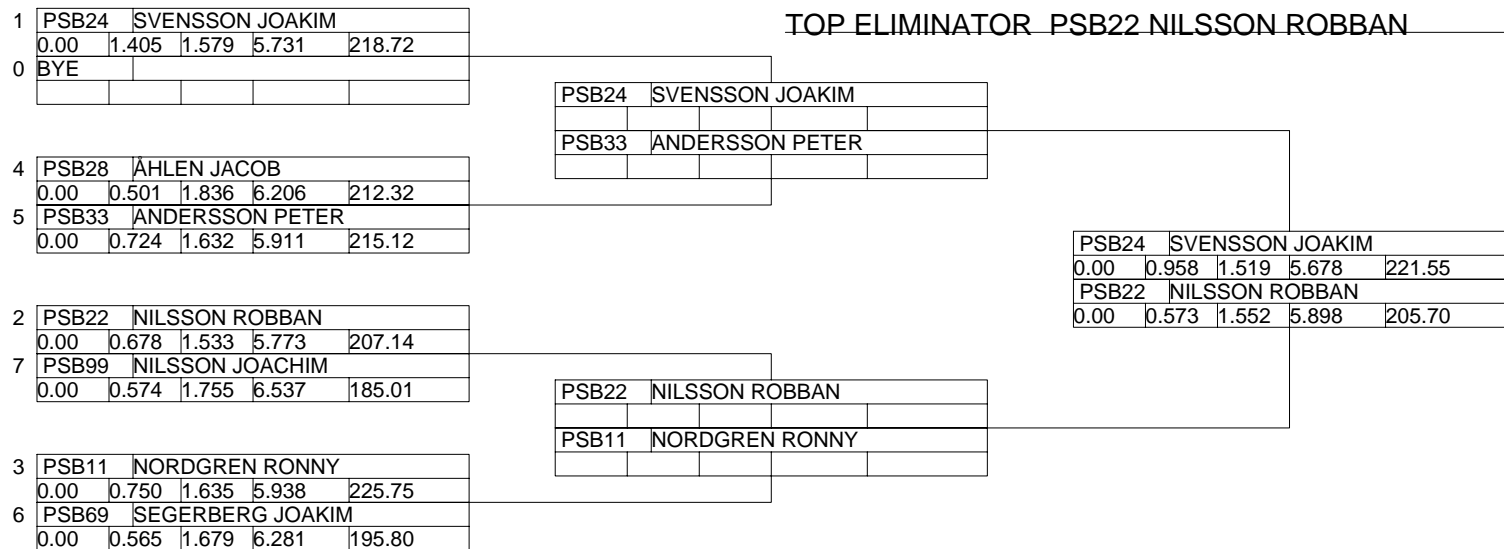 TOP ELIMINATOR PSB22 NILSSON ROBBAN
1 PSB24 SVENSSON JOAKIM
0.00 1.405 1.579 5.731 218.72
0 BYE
4 PSB28 ÅHLEN JACOB
0.00 0.501 1.836 6.206 212.32
5 PSB33 ANDERSSON PETER
0.00 0.724 1.632 5.911 215.12
2 PSB22 NILSSON ROBBAN
0.00 0.678 1.533 5.773 207.14
7 PSB99 NILSSON JOACHIM
0.00 0.574 1.755 6.537 185.01
3 PSB11 NORDGREN RONNY
0.00 0.750 1.635 5.938 225.75
6 PSB69 SEGERBERG JOAKIM
0.00 0.565 1.679 6.281 195.80
PSB24 SVENSSON JOAKIM
PSB33 ANDERSSON PETER
PSB22 NILSSON ROBBAN
PSB11 NORDGREN RONNY
PSB24 SVENSSON JOAKIM
0.00 0.958 1.519 5.678 221.55
PSB22 NILSSON ROBBAN
0.00 0.573 1.552 5.898 205.70